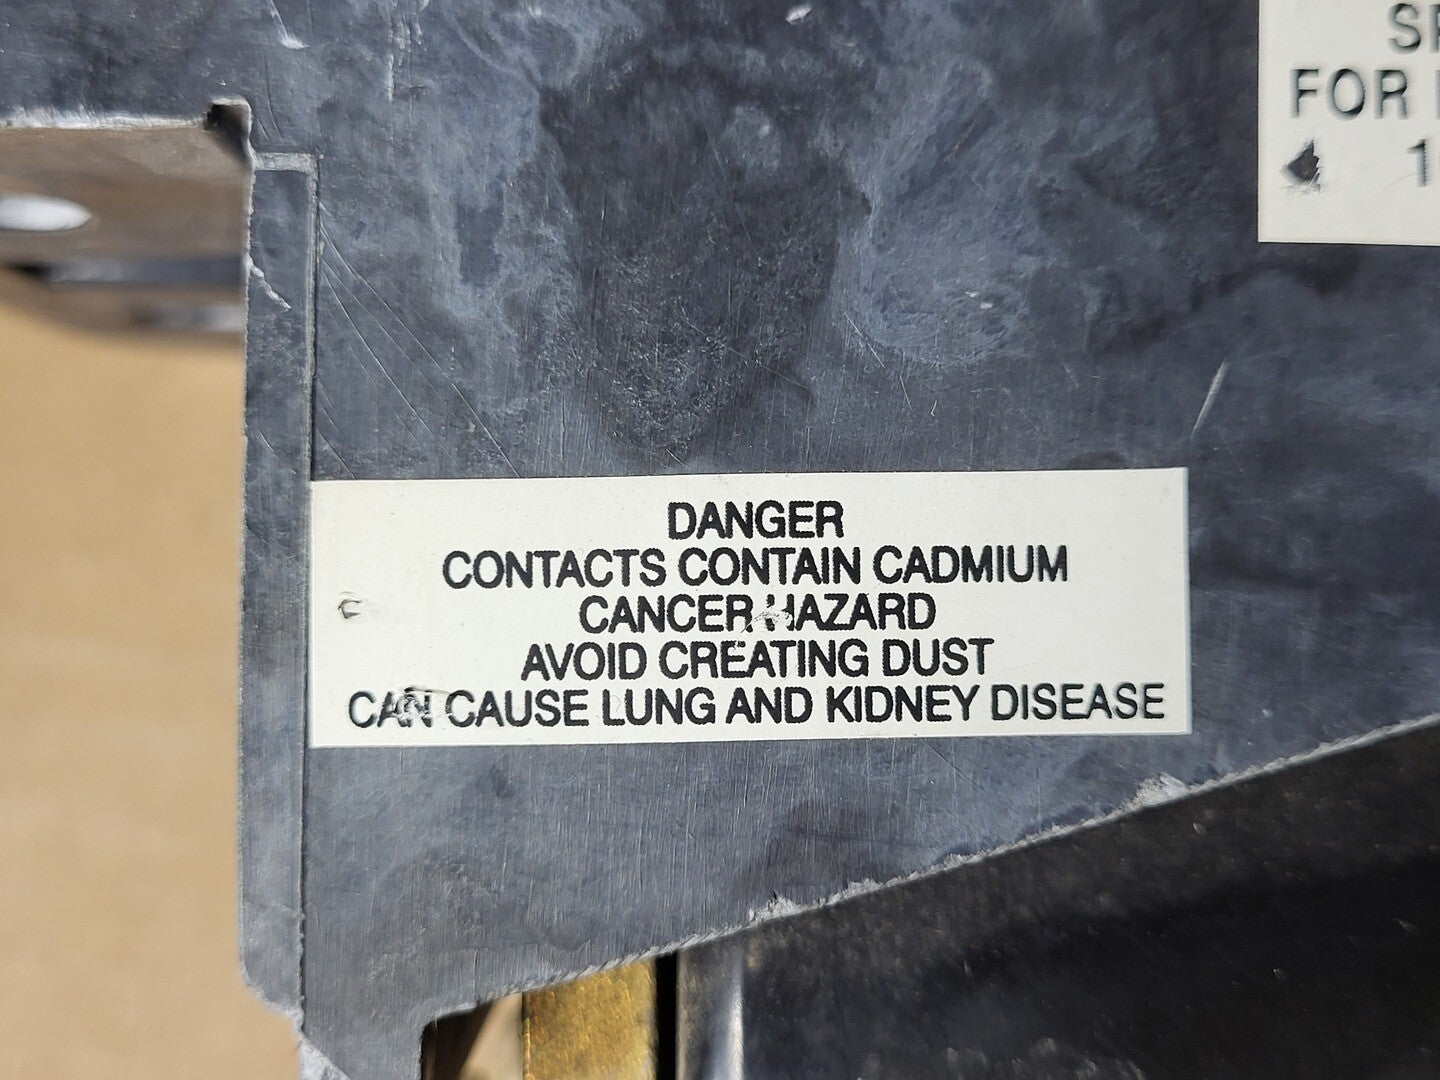 FOR
DANGER
CONTACTS CONTAIN CADMIUM
CANCER HAZARD
AVOID CREATING DUST
CAN CAUSE LUNG AND KIDNEY DISEASE